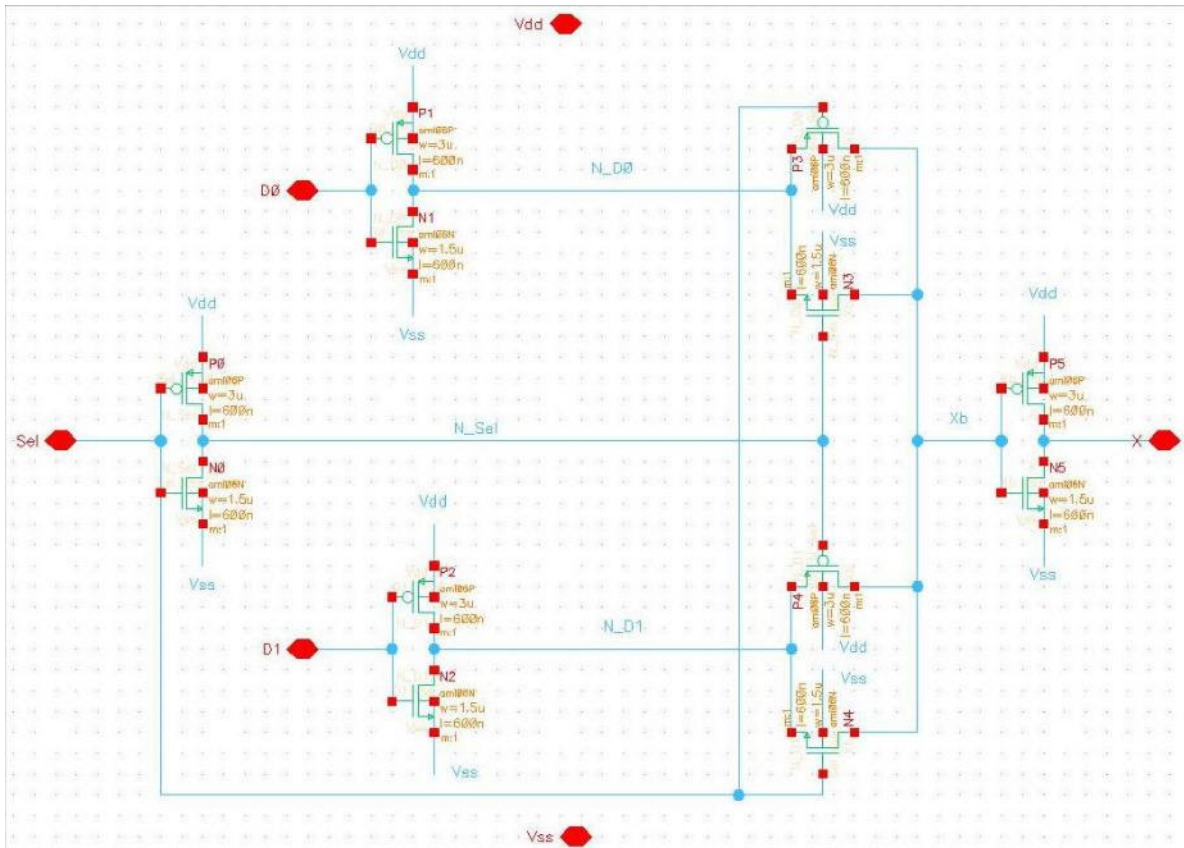 Vdd
Vdd
P1
ami06P
w=3u
l=600n
m:1
D0
N_D0
N1
ami06N
w=1.5u
l=600n
m:1
Vss
P3
ami06P
w=3u
l=600n
m:1
Vdd
Vss
m:1
l=600n
w=1.5u
ami06N
N3
Vdd
P0
ami06P
w=3u
l=600n
m:1
Sel
N_Sel
N0
ami06N
w=1.5u
l=600n
m:1
Vss
Xb
Vdd
P5
ami06P
w=3u
l=600n
m:1
X
N5
ami06N
w=1.5u
l=600n
m:1
Vss
Vdd
P2
ami06P
w=3u
l=600n
m:1
D1
N_D1
N2
ami06N
w=1.5u
l=600n
m:1
Vss
P4
ami06P
w=3u
l=600n
m:1
Vdd
Vss
m:1
l=600n
w=1.5u
ami06N
N4
Vss